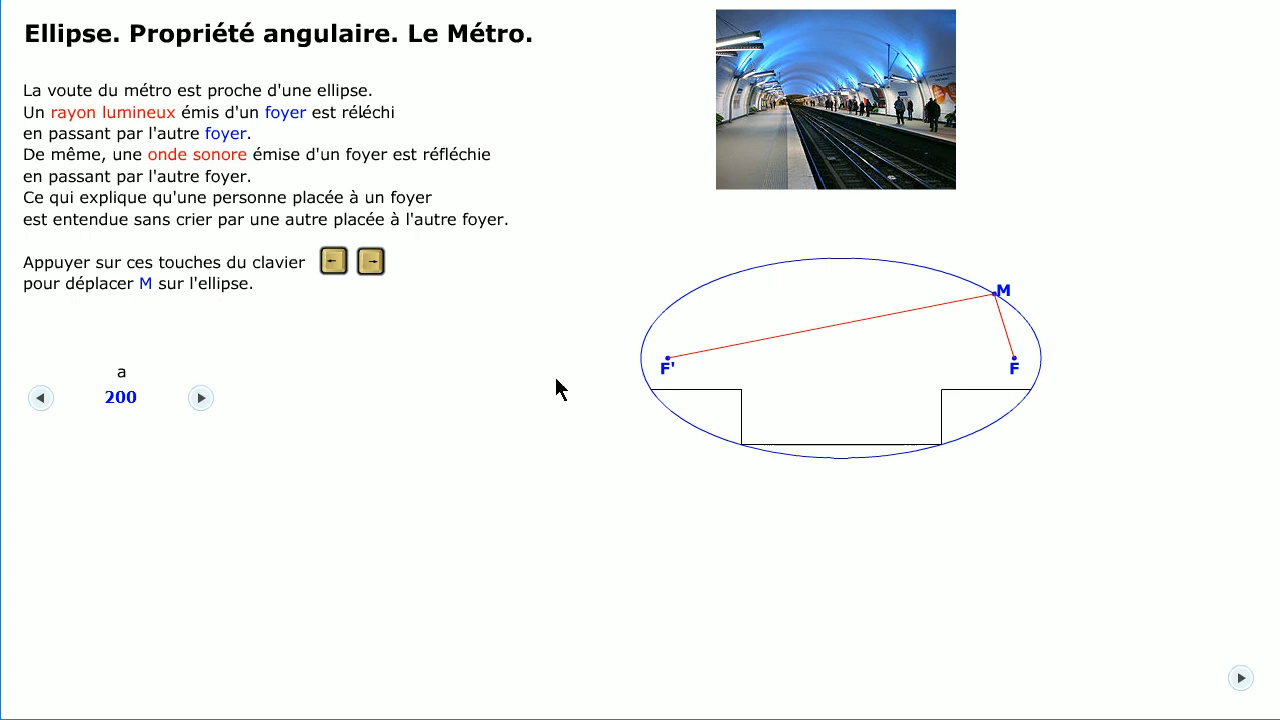 Ellipse. Propriété angulaire. Le Métro.
La voute du métro est proche d'une ellipse.
Un rayon lumineux émis d'un foyer est réléchi
en passant par l'autre foyer.
De même, une onde sonore émise d'un foyer est réfléchie
en passant par l'autre foyer.
Ce qui explique qu'une personne placée à un foyer
est entendue sans crier par une autre placée à l'autre foyer.
Appuyer sur ces touches du clavier ← →
pour déplacer M sur l'ellipse.
M
F'
F
a
200